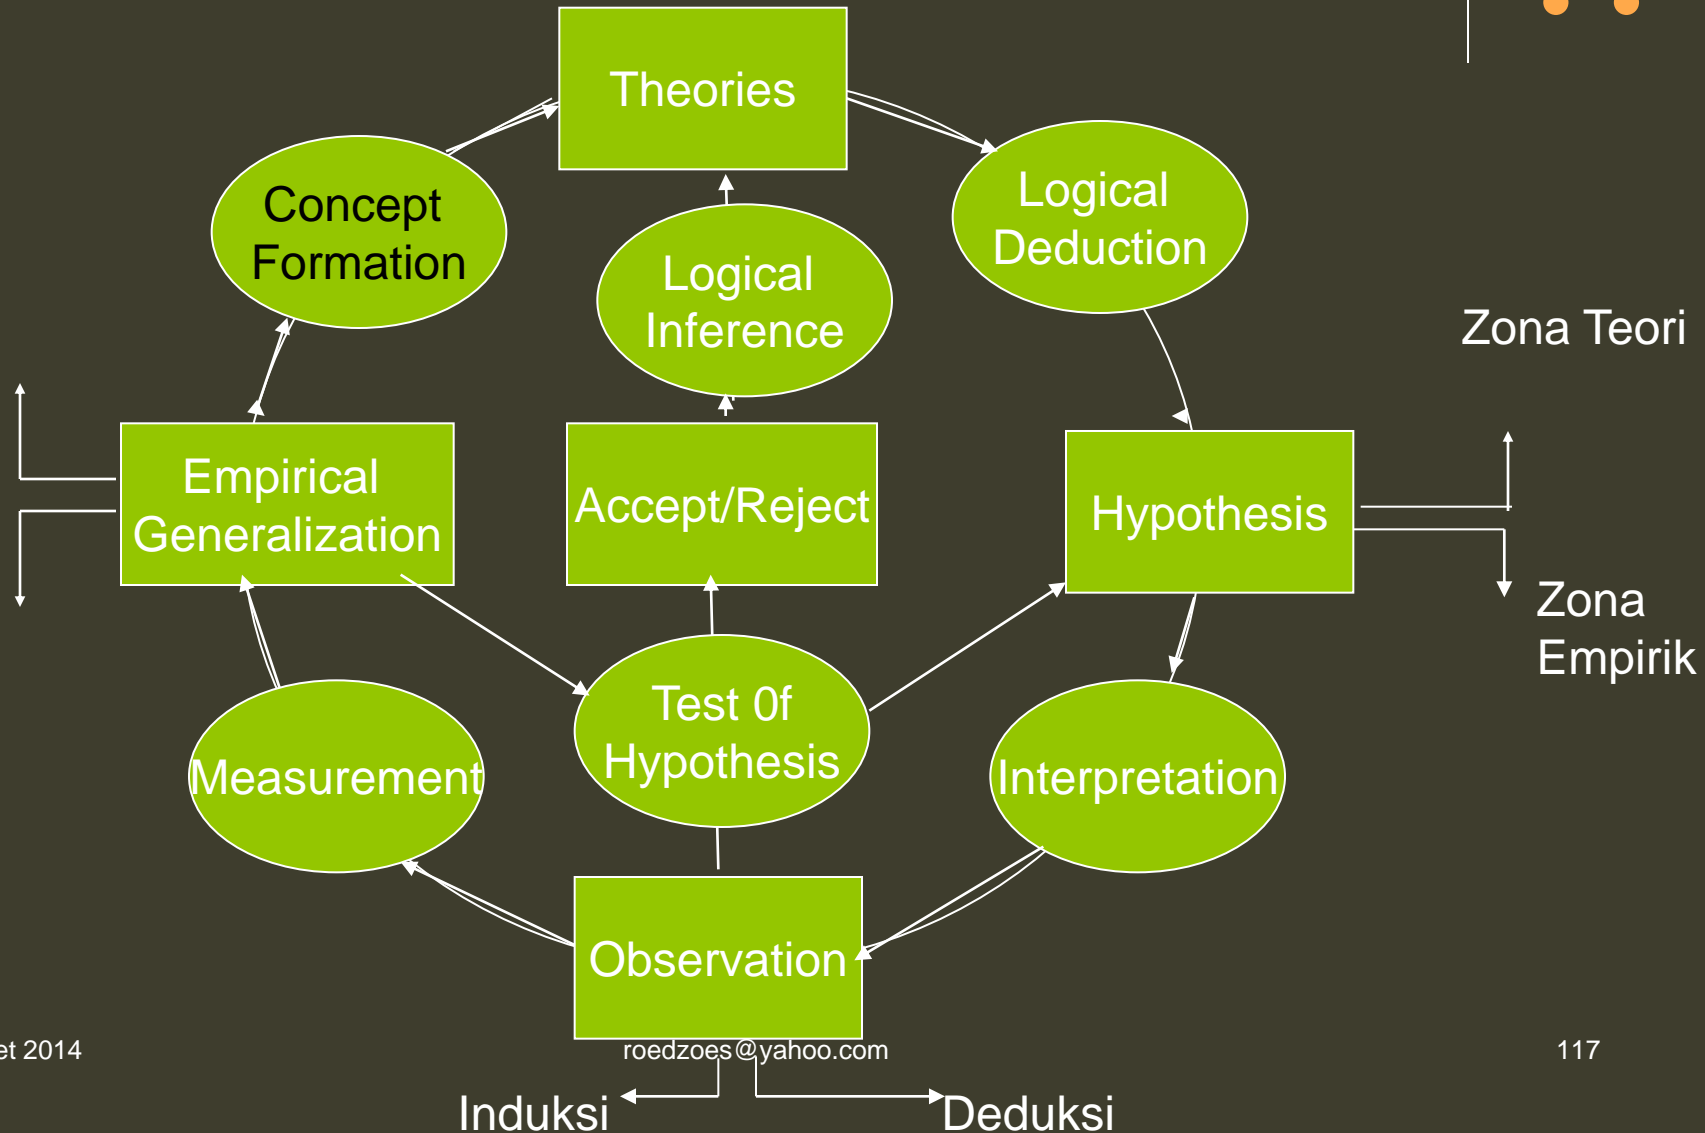 Theories
Concept
Formation
Logical
Deduction
Logical
Inference
Zona Teori
Empirical
Generalization
Accept/Reject
Hypothesis
Zona
Empirik
Test 0f
Hypothesis
Measurement
Interpretation
Observation
et 2014
roedzoes@yahoo.com
117
Induksi
Deduksi